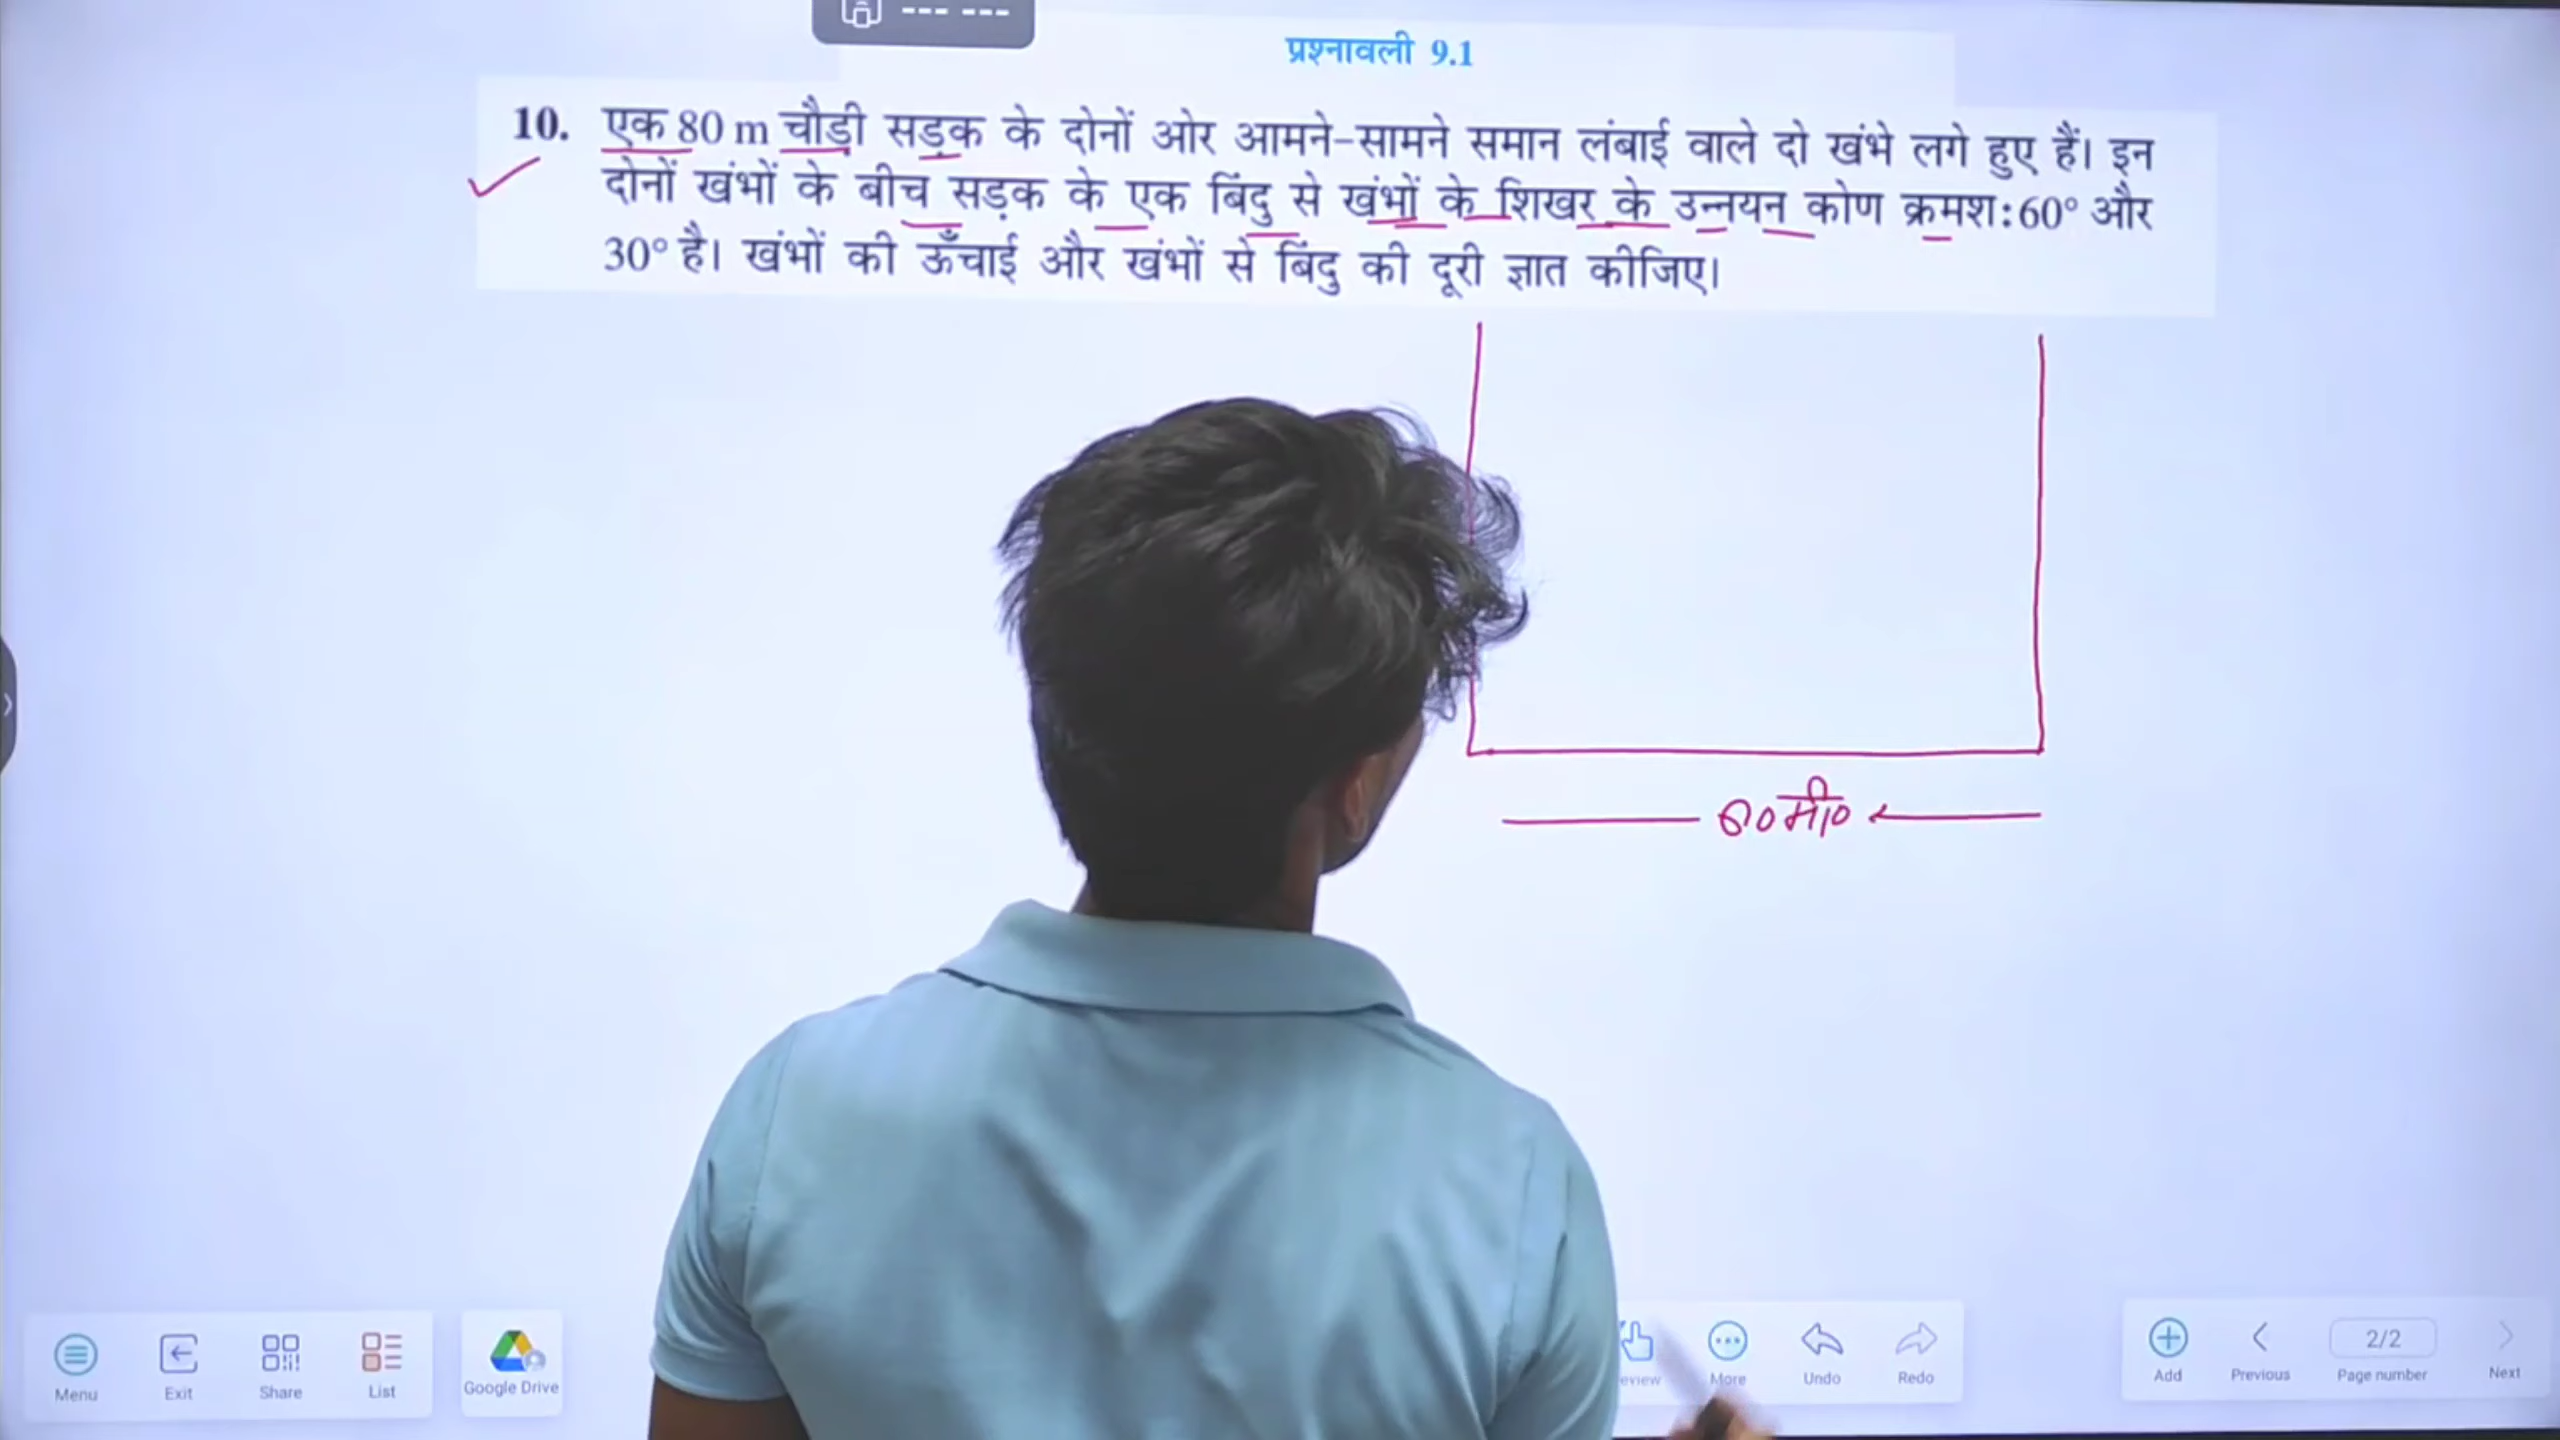 प्रश्नावली 9.1
10. एक 80 m चौड़ी सड़क के दोनों ओर आमने-सामने समान लंबाई वाले दो खंभे लगे हुए हैं। इन
दोनों खंभों के बीच सड़क के एक बिंदु से खंभों के शिखर के उन्नयन कोण क्रमश: 60° और
30° है। खंभों की ऊँचाई और खंभों से बिंदु की दूरी ज्ञात कीजिए।
80मी०
Menu
Exit
Share
List
Google Drive
More
Undo
Redo
Add
Previous
2/2
Page number
Next